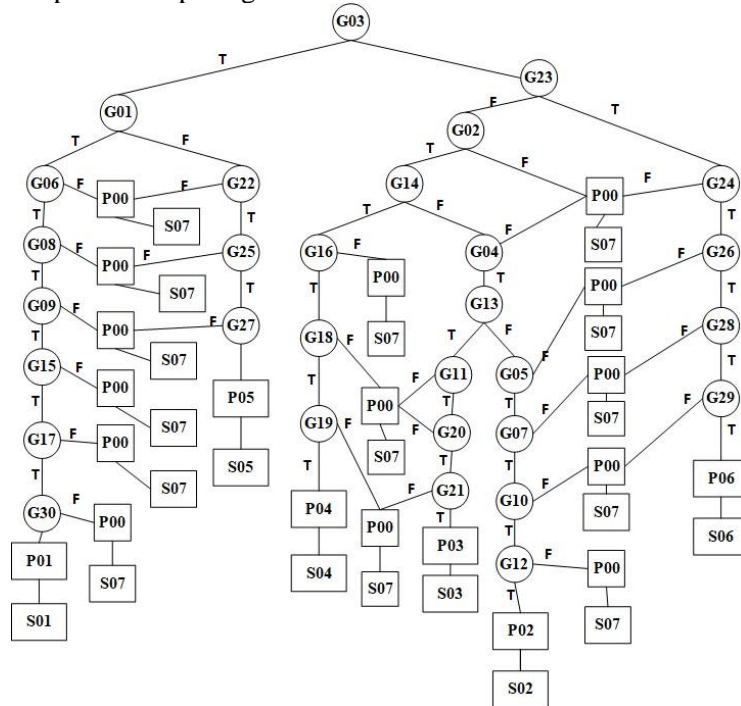 G03
T
G23
G01
F
T
G02
T
F
T
F
G06
F
P00
F
G22
G14
F
P00
F
G24
S07
T
F
F
T
T
T
S07
G08
F
P00
F
G25
G16
F
G04
G26
S07
P00
T
P00
T
T
T
G13
T
G09
F
P00
F
G27
S07
T
F
S07
G28
S07
G18
F
G11
G05
F
P00
T
G15
F
P00
P05
T
F
T
T
F
T
S07
S07
P00
F
G20
G07
G29
T
G19
F
G17
F
P00
S05
S07
T
T
F
P00
F
T
S07
T
F
G21
G10
P06
T
P04
T
S07
G30
F
P00
P00
P03
T
S06
P01
S04
G12
F
P00
S07
S07
S03
T
S01
P02
S07
S02